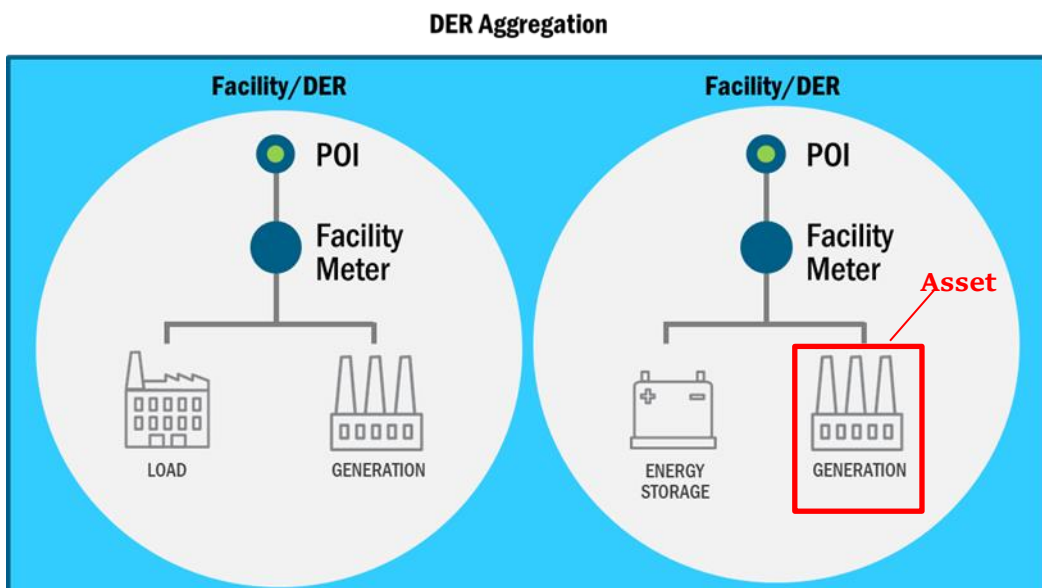 DER Aggregation
Facility/DER
POI
Facility
Meter
LOAD
GENERATION
Facility/DER
POI
Facility
Meter
Asset
ENERGY
STORAGE
GENERATION